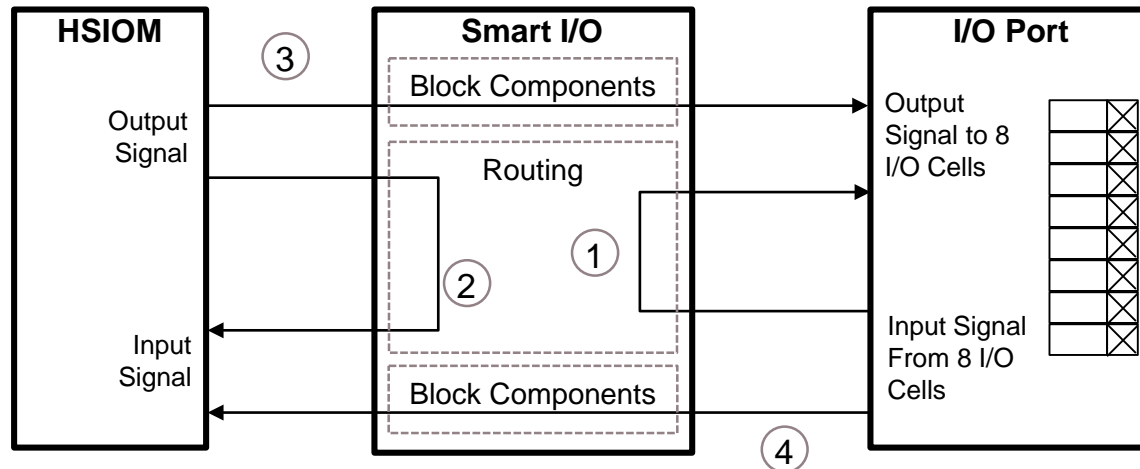 HSIOM
Smart I/O
I/O Port
3
Block Components
Output
Signal
Output
Signal to 8
I/O Cells
Routing
1
2
Input
Signal
Input Signal
From 8 I/O
Cells
Block Components
4